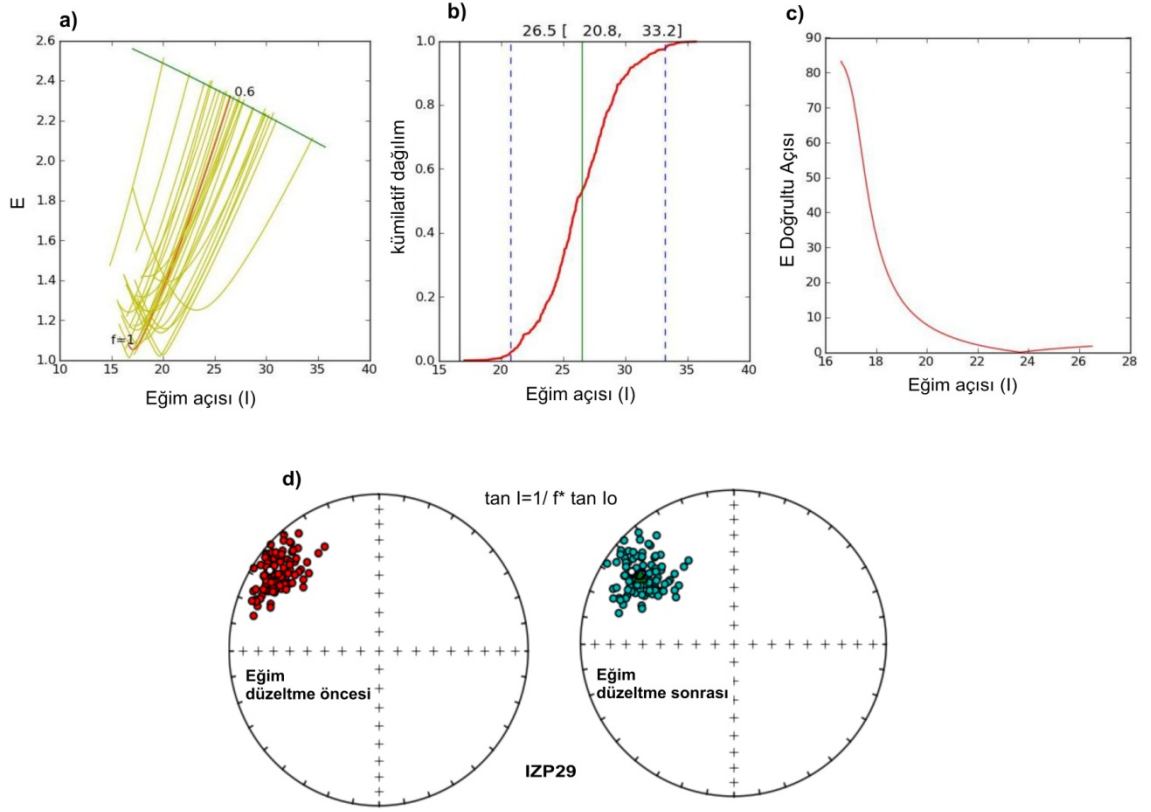 a)
2.6
2.4
2.2
2.0
1.8
1.6
1.4
1.2
1.0
E
0.6
f=1
10 15 20 25 30 35 40
Eğim açısı (I)
b)
26.5 [ 20.8, 33.2]
1.0
0.8
0.6
0.4
0.2
0.0
kümilatif dağılım
15 20 25 30 35 40
Eğim açısı (I)
c)
90
80
70
60
50
40
30
20
10
0
E Doğrultu Açısı
16 18 20 22 24 26 28
Eğim açısı (I)
d)
tan I=1/ f* tan Io
Eğim
düzeltme öncesi
Eğim
düzeltme sonrası
IZP29